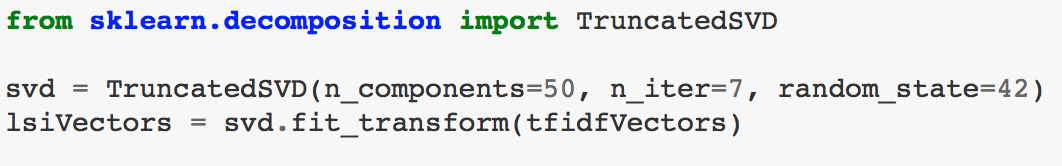 from sklearn.decomposition import TruncatedSVD
svd = TruncatedSVD(n_components=50, n_iter=7, random_state=42)
lsiVectors = svd.fit_transform(tfidfVectors)